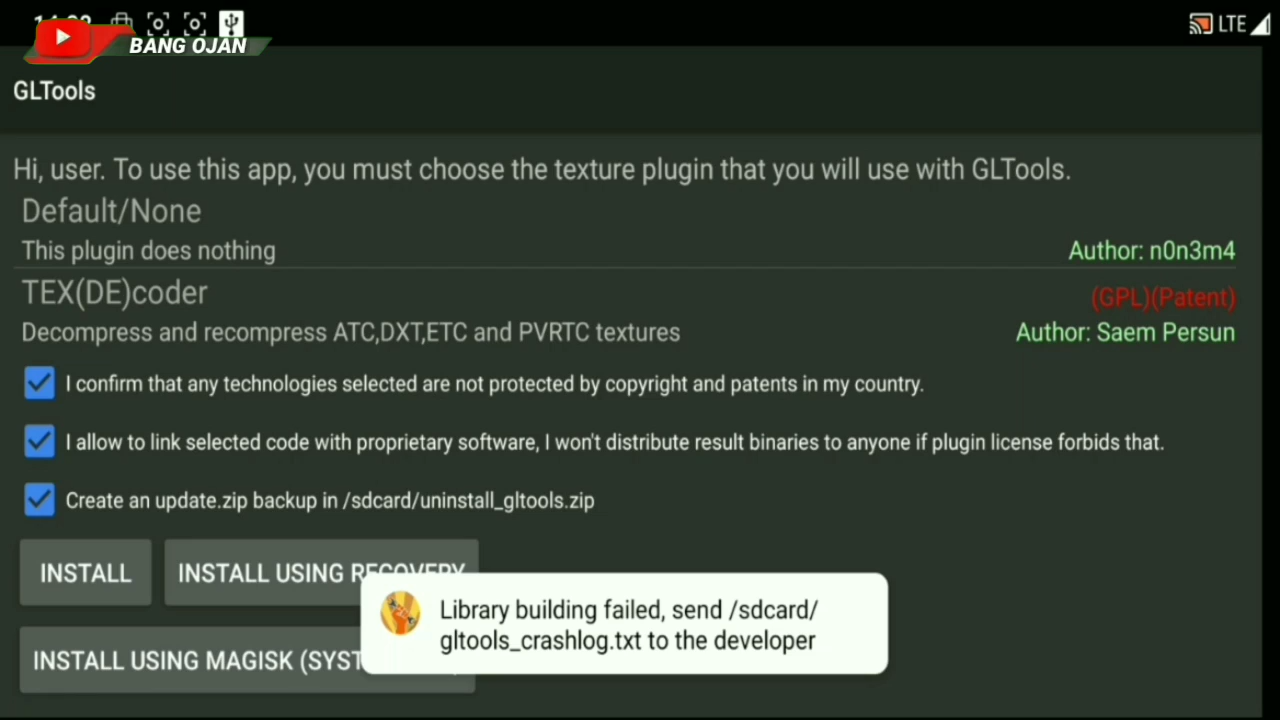 BANG OJAN
LTE
GLTools
Hi, user. To use this app, you must choose the texture plugin that you will use with GLTools.
Default/None
This plugin does nothing
Author: n0n3m4
TEX(DE)coder
(GPL)(Patent)
Decompress and recompress ATC,DXT,ETC and PVRTC textures
Author: Saem Persun
I confirm that any technologies selected are not protected by copyright and patents in my country.
I allow to link selected code with proprietary software, I won't distribute result binaries to anyone if plugin license forbids that.
Create an update.zip backup in /sdcard/uninstall_gltools.zip
INSTALL
INSTALL USING RECOVERY
INSTALL USING MAGISK (SYST
Library building failed, send /sdcard/
gltools_crashlog.txt to the developer